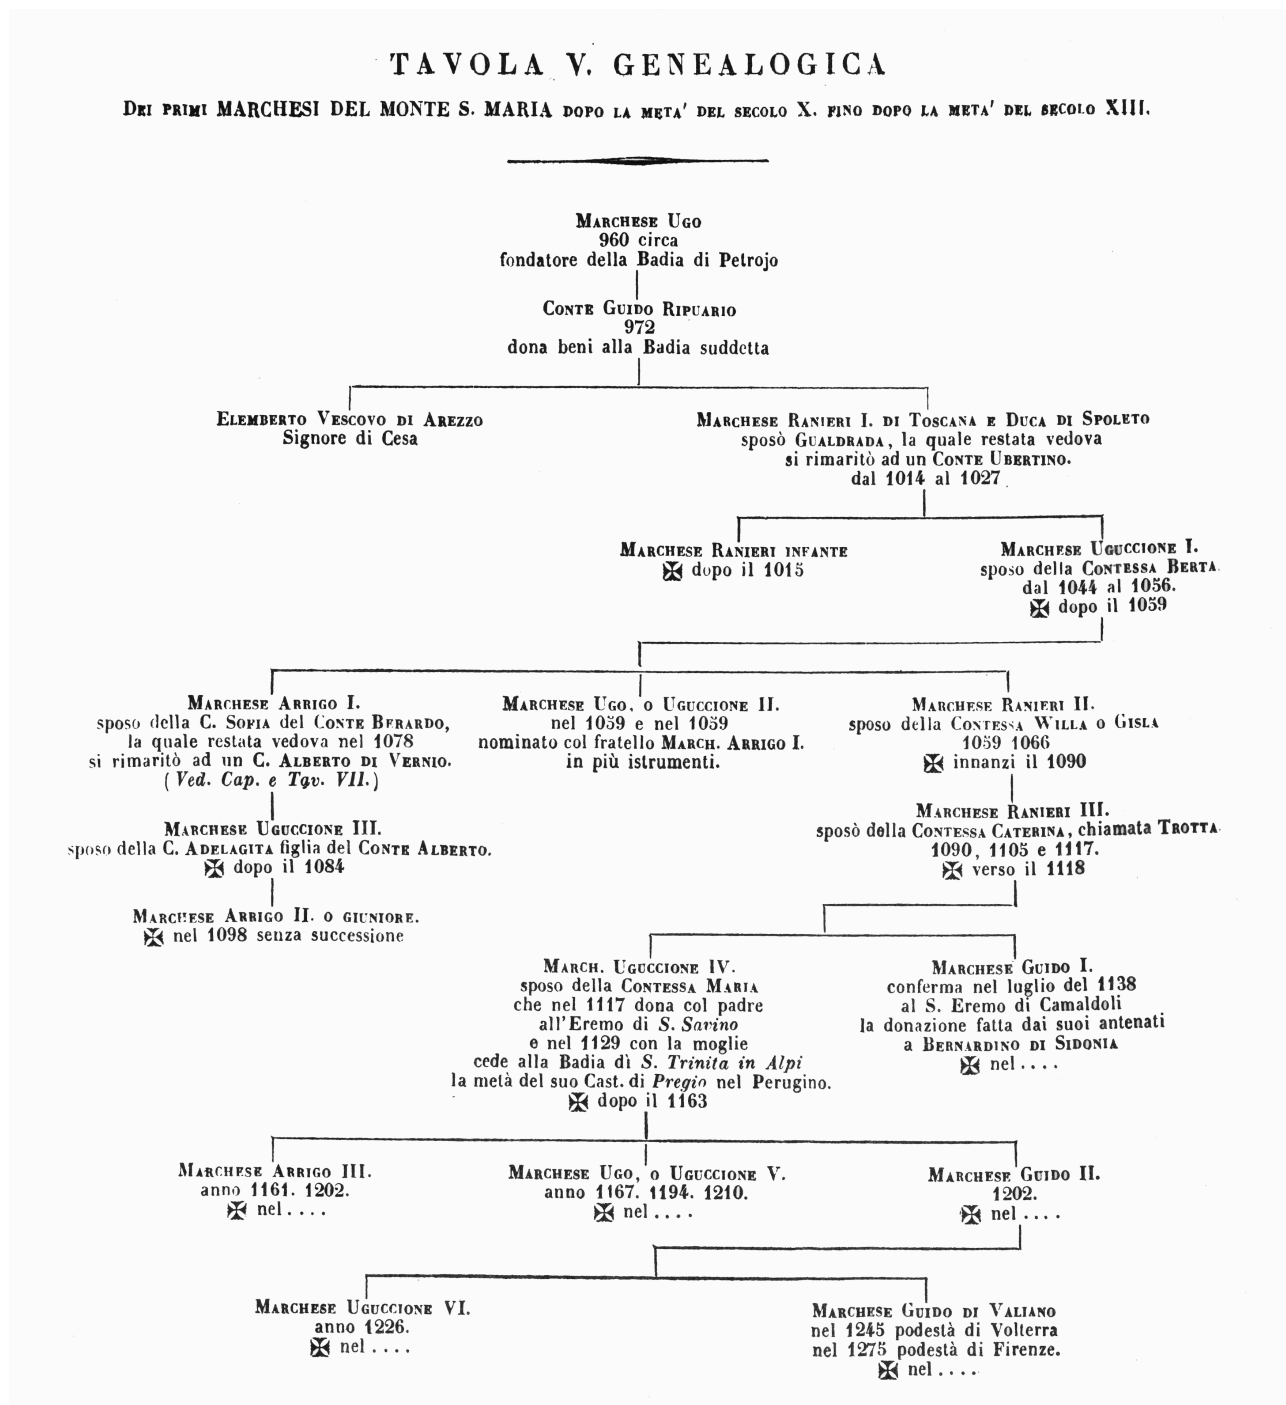 TAVOLA V. GENEALOGICA
DEI PRIMI MARCHESI DEL MONTE S. MARIA DOPO LA META' DEL SECOLO X. FINO DOPO LA META' DEL SECOLO XIII.
MARCHESE UGO
960 circa
fondatore della Badia di Petrojo
CONTE GUIDO RIPUARIO
972
dona beni alla Badia suddetta
ELEMBERTO VESCOVO DI AREZZO
Signore di Cesa
MARCHESE RANIERI I. DI TOSCANA E DUCA DI SPOLETO
sposò GUALDRADA, la quale restata vedova
si rimaritò ad un CONTE UBERTINO.
dal 1014 al 1027
MARCHESE RANIERI INFANTE
✠ dopo il 1015
MARCHESE UGUCCIONE I.
sposo della CONTESSA BERTA
dal 1044 al 1056.
✠ dopo il 1059
MARCHESE ARRIGO I.
sposo della C. SOFIA del CONTE BERARDO,
la quale restata vedova nel 1078
si rimaritò ad un C. ALBERTO DI VERNIO.
(Ved. Cap. e Tav. VII.)
MARCHESE UGO, O UGUCCIONE II.
nel 1059 e nel 1059
nominato col fratello MARCH. ARRIGO I.
in più istrumenti.
MARCHESE RANIERI II.
sposo della CONTESSA WILLA O GISLA
1059 1066
✠ innanzi il 1090
MARCHESE UGUCCIONE III.
sposo della C. ADELAGITA figlia del CONTE ALBERTO.
✠ dopo il 1084
MARCHESE RANIERI III.
sposò della CONTESSA CATERINA, chiamata TROTTA
1090, 1105 e 1117.
✠ verso il 1118
MARCHESE ARRIGO II. O GIUNIORE.
✠ nel 1098 senza successione
MARCH. UGUCCIONE IV.
sposo della CONTESSA MARIA
che nel 1117 dona col padre
all'Eremo di S. Savino
e nel 1129 con la moglie
cede alla Badia dì S. Trinita in Alpi
la metà del suo Cast. di Pregio nel Perugino.
✠ dopo il 1163
MARCHESE GUIDO I.
conferma nel luglio del 1138
al S. Eremo di Camaldoli
la donazione fatta dai suoi antenati
a BERNARDINO DI SIDONIA
✠ nel ....
MARCHESE ARRIGO III.
anno 1161. 1202.
✠ nel ....
MARCHESE UGO, O UGUCCIONE V.
anno 1167. 1194. 1210.
✠ nel ....
MARCHESE GUIDO II.
1202.
✠ nel ....
MARCHESE UGUCCIONE VI.
anno 1226.
✠ nel ....
MARCHESE GUIDO DI VALIANO
nel 1245 podestà di Volterra
nel 1275 podestà di Firenze.
✠ nel ....